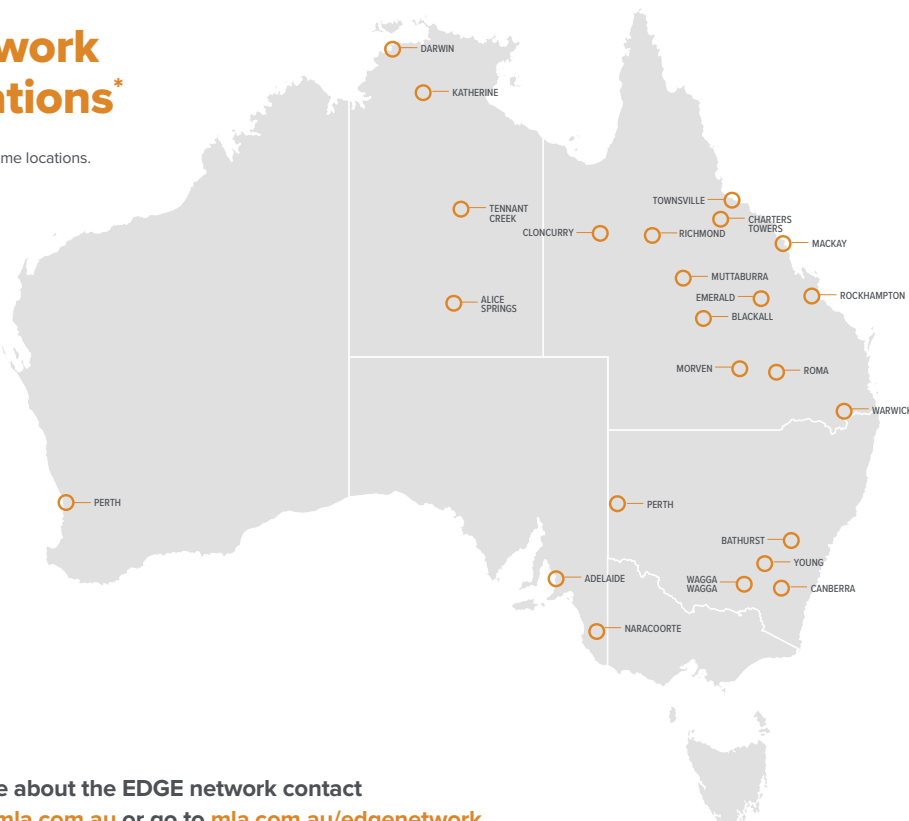 work
ations*
me locations.
DARWIN
KATHERINE
TENNANT
CREEK
ALICE
SPRINGS
TOWNSVILLE
CHARTERS
TOWERS
CLONCURRY
RICHMOND
MACKAY
MUTTABURRA
EMERALD
ROCKHAMPTON
BLACKALL
MORVEN
ROMA
WARWICK
PERTH
PERTH
BATHURST
YOUNG
ADELAIDE
WAGGA
WAGGA
CANBERRA
NARACOORTE
e about the EDGE network contact
mla.com.au or go to mla.com.au/edgenetwork